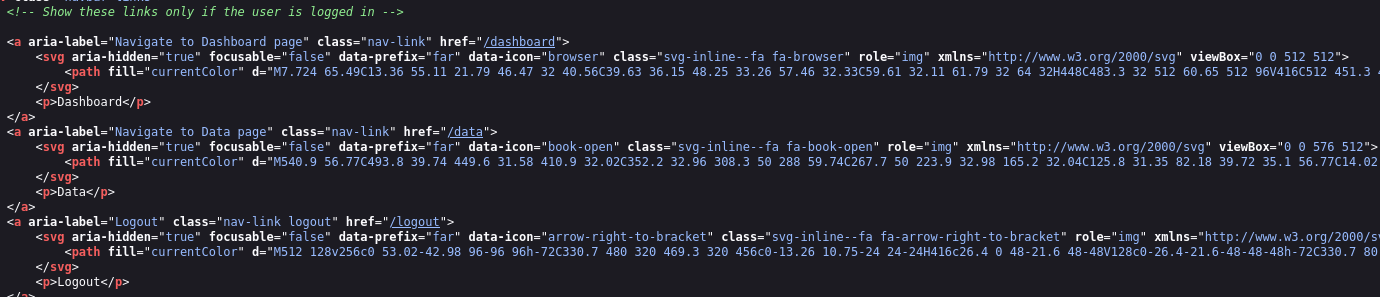 <!-- Show these links only if the user is logged in -->
<a aria-label="Navigate to Dashboard page" class="nav-link" href="/dashboard">
<svg aria-hidden="true" focusable="false" data-prefix="far" data-icon="browser" class="svg-inline--fa fa-browser" role="img" xmlns="http://www.w3.org/2000/svg" viewBox="0 0 512 512">
<path fill="currentColor" d="M7.724 65.49C13.36 55.11 21.79 46.47 32 40.56C39.63 36.15 48.25 33.26 57.46 32.33C59.61 32.11 61.79 32 64 32H448C483.3 32 512 60.65 512 96V416C512 451.3
</svg>
<p>Dashboard</p>
</a>
<a aria-label="Navigate to Data page" class="nav-link" href="/data">
<svg aria-hidden="true" focusable="false" data-prefix="far" data-icon="book-open" class="svg-inline--fa fa-book-open" role="img" xmlns="http://www.w3.org/2000/svg" viewBox="0 0 576 512">
<path fill="currentColor" d="M540.9 56.77C493.8 39.74 449.6 31.58 410.9 32.02C352.2 32.96 308.3 50 288 59.74C267.7 50 223.9 32.98 165.2 32.04C125.8 31.35 82.18 39.72 35.1 56.77C14.02
</svg>
<p>Data</p>
</a>
<a aria-label="Logout" class="nav-link logout" href="/logout">
<svg aria-hidden="true" focusable="false" data-prefix="far" data-icon="arrow-right-to-bracket" class="svg-inline--fa fa-arrow-right-to-bracket" role="img" xmlns="http://www.w3.org/2000/sv
<path fill="currentColor" d="M512 128v256c0 53.02-42.98 96-96 96h-72C330.7 480 320 469.3 320 456c0-13.26 10.75-24 24-24H416c26.4 0 48-21.6 48-48V128c0-26.4-21.6-48-48-48h-72C330.7 80
</svg>
<p>Logout</p>
</a>